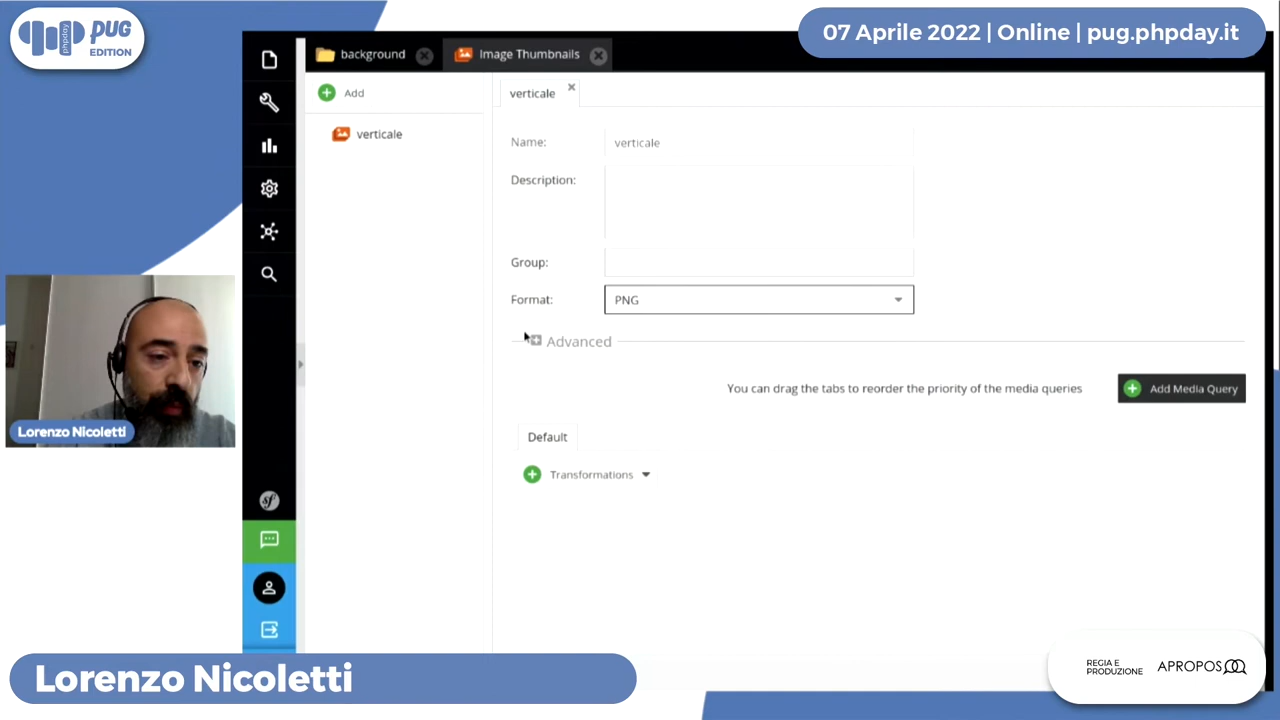 phpday PUG
EDITION
07 Aprile 2022 | Online | pug.phpday.it
background
Image Thumbnails
Add
verticale
verticale
Name:
verticale
Description:
Group:
Format:
PNG
Advanced
You can drag the tabs to reorder the priority of the media queries
Add Media Query
Default
Transformations
sf
Lorenzo Nicoletti
Lorenzo Nicoletti
REGIA E
PRODUZIONE
APROPOS